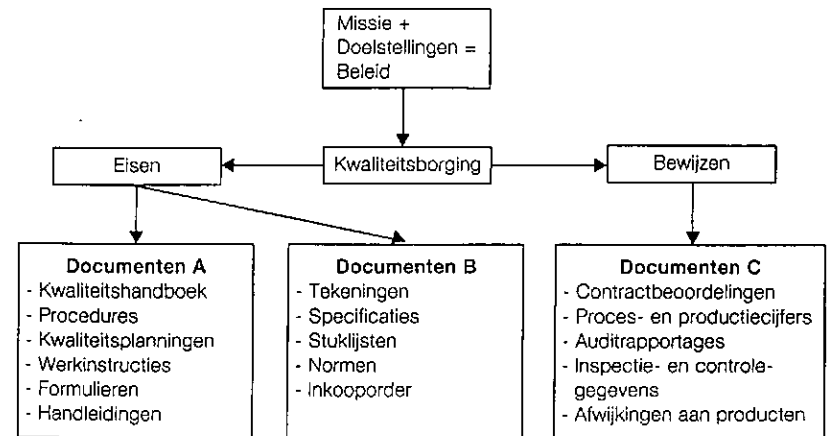 Missie +
Doelstellingen =
Beleid
Eisen
Kwaliteitsborging
Bewijzen
Documenten A
- Kwaliteitshandboek
- Procedures
- Kwaliteitsplanningen
- Werkinstructies
- Formulieren
- Handleidingen
Documenten B
- Tekeningen
- Specificaties
- Stuklijsten
- Normen
- Inkooporder
Documenten C
- Contractbeoordelingen
- Proces- en productiecijfers
- Auditrapportages
- Inspectie- en controle-
gegevens
- Afwijkingen aan producten